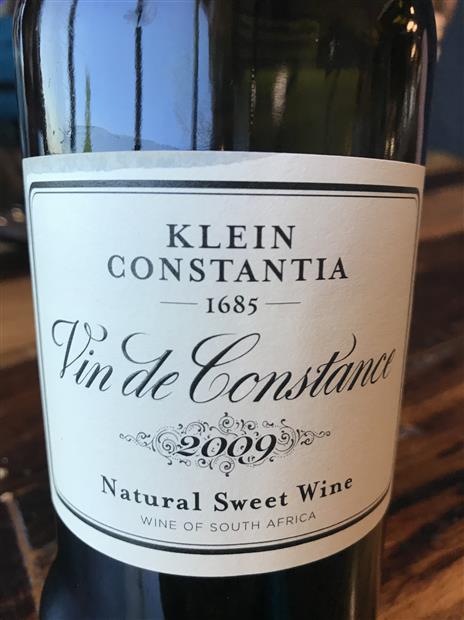 KLEIN
CONSTANTIA
1685
Vin de Constance
2009
Natural Sweet Wine
WINE OF SOUTH AFRICA